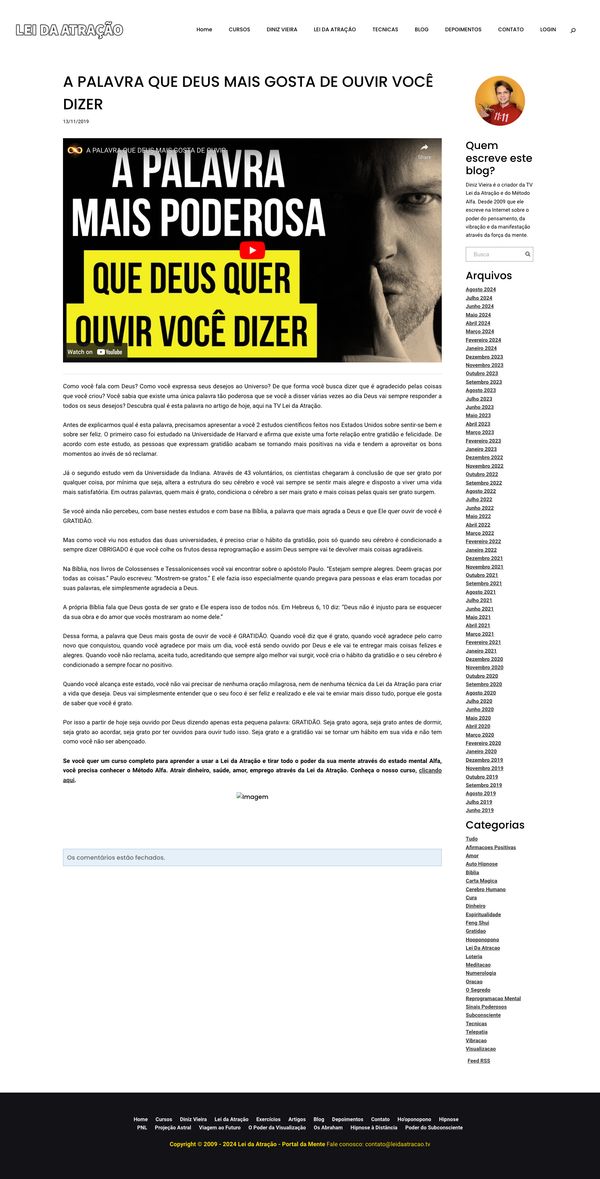 LEI DA ATRAÇÃO
Home CURSOS DINIZ VIEIRA LEI DA ATRAÇÃO TECNICAS BLOG DEPOIMENTOS CONTATO LOGIN
A PALAVRA QUE DEUS MAIS GOSTA DE OUVIR VOCÊ
DIZER
13/11/2019
A PALAVRA QUE DEUS MAIS GOSTA DE OUVIR
Share
A PALAVRA
MAIS PODEROSA
QUE DEUS QUER
OUVIR VOCÊ DIZER
Watch on YouTube
Como você fala com Deus? Como você expressa seus desejos ao Universo? De que forma você busca dizer que é agradecido pelas coisas
que você criou? Você sabia que existe uma única palavra tão poderosa que se você a disser várias vezes ao dia Deus vai sempre responder a
todos os seus desejos? Descubra qual é esta palavra no artigo de hoje, aqui na TV Lei da Atração.
Antes de explicarmos qual é esta palavra, precisamos apresentar a você 2 estudos científicos feitos nos Estados Unidos sobre sentir-se bem e
sobre ser feliz. O primeiro caso foi estudado na Universidade de Harvard e afirma que existe uma forte relação entre gratidão e felicidade. De
acordo com este estudo, as pessoas que expressam gratidão acabam se tornando mais positivas na vida e tendem a aproveitar os bons
momentos ao invés de só reclamar.
Já o segundo estudo vem da Universidade da Indiana. Através de 43 voluntários, os cientistas chegaram à conclusão de que ser grato por
qualquer coisa, por mínima que seja, altera a estrutura do seu cérebro e você vai sempre se sentir mais alegre e disposto a viver uma vida
mais satisfatória. Em outras palavras, quem mais é grato, condiciona o cérebro a ser mais grato e mais coisas pelas quais ser grato surgem.
Se você ainda não percebeu, com base nestes estudos e com base na Bíblia, a palavra que mais agrada a Deus e que Ele quer ouvir de você é
GRATIDÃO.
Mas como você viu nos estudos das duas universidades, é preciso criar o hábito da gratidão, pois só quando seu cérebro é condicionado a
sempre dizer OBRIGADO é que você colhe os frutos dessa reprogramação e assim Deus sempre vai te devolver mais coisas agradáveis.
Na Bíblia, nos livros de Colossenses e Tessalonicenses você vai encontrar sobre o apóstolo Paulo. “Estejam sempre alegres. Deem graças por
todas as coisas.” Paulo escreveu: “Mostrem-se gratos.” E ele fazia isso especialmente quando pregava para pessoas e elas eram tocadas por
suas palavras, ele simplesmente agradecia a Deus.
A própria Bíblia fala que Deus gosta de ser grato e Ele espera isso de todos nós. Em Hebreus 6, 10 diz: “Deus não é injusto para se esquecer
da sua obra e do amor que vocês mostraram ao nome dele.”
Dessa forma, a palavra que Deus mais gosta de ouvir de você é GRATIDÃO. Quando você diz que é grato, quando você agradece pelo carro
novo que conquistou, quando você agradece por mais um dia, você está sendo ouvido por Deus e ele vai te entregar mais coisas felizes e
alegres. Quando você não reclama, aceita tudo, acreditando que sempre algo melhor vai surgir, você cria o hábito da gratidão e o seu cérebro é
condicionado a sempre focar no positivo.
Quando você alcança este estado, você não vai precisar de nenhuma oração milagrosa, nem de nenhuma técnica da Lei da Atração para criar
a vida que deseja. Deus vai simplesmente entender que o seu foco é ser feliz e realizado e ele vai te enviar mais disso tudo, porque ele gosta
de saber que você é grato.
Por isso a partir de hoje seja ouvido por Deus dizendo apenas esta pequena palavra: GRATIDÃO. Seja grato agora, seja grato antes de dormir,
seja grato ao acordar, seja grato por ter ouvidos para ouvir tudo isso. Seja grato e a gratidão vai se tornar um hábito em sua vida e não tem
como você não ser abençoado.
Se você quer um curso completo para aprender a usar a Lei da Atração e tirar todo o poder da sua mente através do estado mental Alfa,
você precisa conhecer o Método Alfa. Atrair dinheiro, saúde, amor, emprego através da Lei da Atração. Conheça o nosso curso, clicando
aqui.
imagem
Os comentários estão fechados.
11:11
Quem
escreve este
blog?
Diniz Vieira é o criador da TV
Lei da Atração e do Método
Alfa. Desde 2009 que ele
escreve na Internet sobre o
poder do pensamento, da
vibração e da manifestação
através da força da mente.
Busca
Arquivos
Agosto 2024
Julho 2024
Junho 2024
Maio 2024
Abril 2024
Março 2024
Fevereiro 2024
Janeiro 2024
Dezembro 2023
Novembro 2023
Outubro 2023
Setembro 2023
Agosto 2023
Julho 2023
Junho 2023
Maio 2023
Abril 2023
Março 2023
Fevereiro 2023
Janeiro 2023
Dezembro 2022
Novembro 2022
Outubro 2022
Setembro 2022
Agosto 2022
Julho 2022
Junho 2022
Maio 2022
Abril 2022
Março 2022
Fevereiro 2022
Janeiro 2022
Dezembro 2021
Novembro 2021
Outubro 2021
Setembro 2021
Agosto 2021
Julho 2021
Junho 2021
Maio 2021
Abril 2021
Março 2021
Fevereiro 2021
Janeiro 2021
Dezembro 2020
Novembro 2020
Outubro 2020
Setembro 2020
Agosto 2020
Julho 2020
Junho 2020
Maio 2020
Abril 2020
Março 2020
Fevereiro 2020
Janeiro 2020
Dezembro 2019
Novembro 2019
Outubro 2019
Setembro 2019
Agosto 2019
Julho 2019
Junho 2019
Categorias
Tudo
Afirmacoes Positivas
Amor
Auto Hipnose
Bíblia
Carta Magica
Cerebro Humano
Cura
Dinheiro
Espiritualidade
Feng Shui
Gratidao
Hooponopono
Lei Da Atracao
Loteria
Meditacao
Numerologia
Oracao
O Segredo
Reprogramacao Mental
Sinais Poderosos
Subconsciente
Tecnicas
Telepatia
Vibracao
Visualizacao
Feed RSS
Home Cursos Diniz Vieira Lei da Atração Exercícios Artigos Blog Depoimentos Contato Ho'oponopono Hipnose
PNL Projeção Astral Viagem ao Futuro O Poder da Visualização Os Abraham Hipnose à Distância Poder do Subconsciente
Copyright © 2009 - 2024 Lei da Atração - Portal da Mente Fale conosco: contato@leidaatracao.tv